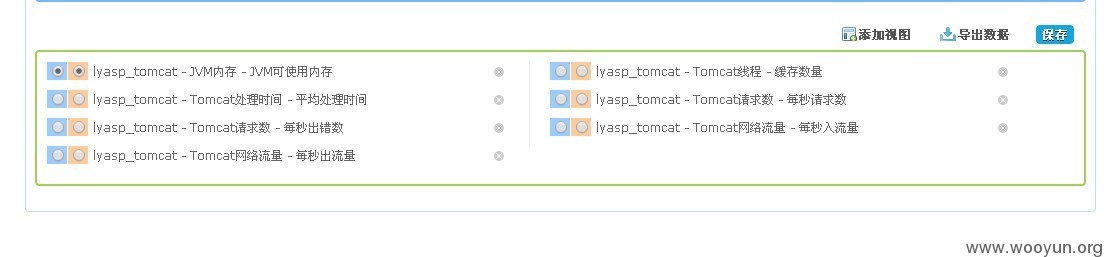 添加视图 导出数据 保存
lyasp_tomcat - JVM内存 - JVM可使用内存
lyasp_tomcat - Tomcat线程 - 缓存数量
lyasp_tomcat - Tomcat处理时间 - 平均处理时间
lyasp_tomcat - Tomcat请求数 - 每秒请求数
lyasp_tomcat - Tomcat请求数 - 每秒出错数
lyasp_tomcat - Tomcat网络流量 - 每秒入流量
lyasp_tomcat - Tomcat网络流量 - 每秒出流量
www.wooyun.org